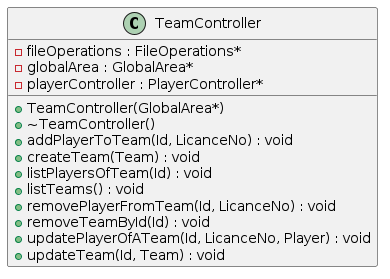 C TeamController
fileOperations : FileOperations*
globalArea : GlobalArea*
playerController : PlayerController*
TeamController(GlobalArea*)
~TeamController()
addPlayerToTeam(Id, LicanceNo) : void
createTeam(Team) : void
listPlayersOfTeam(Id) : void
listTeams() : void
removePlayerFromTeam(Id, LicanceNo) : void
removeTeamById(Id) : void
updatePlayerOfATeam(Id, LicanceNo, Player) : void
updateTeam(Id, Team) : void